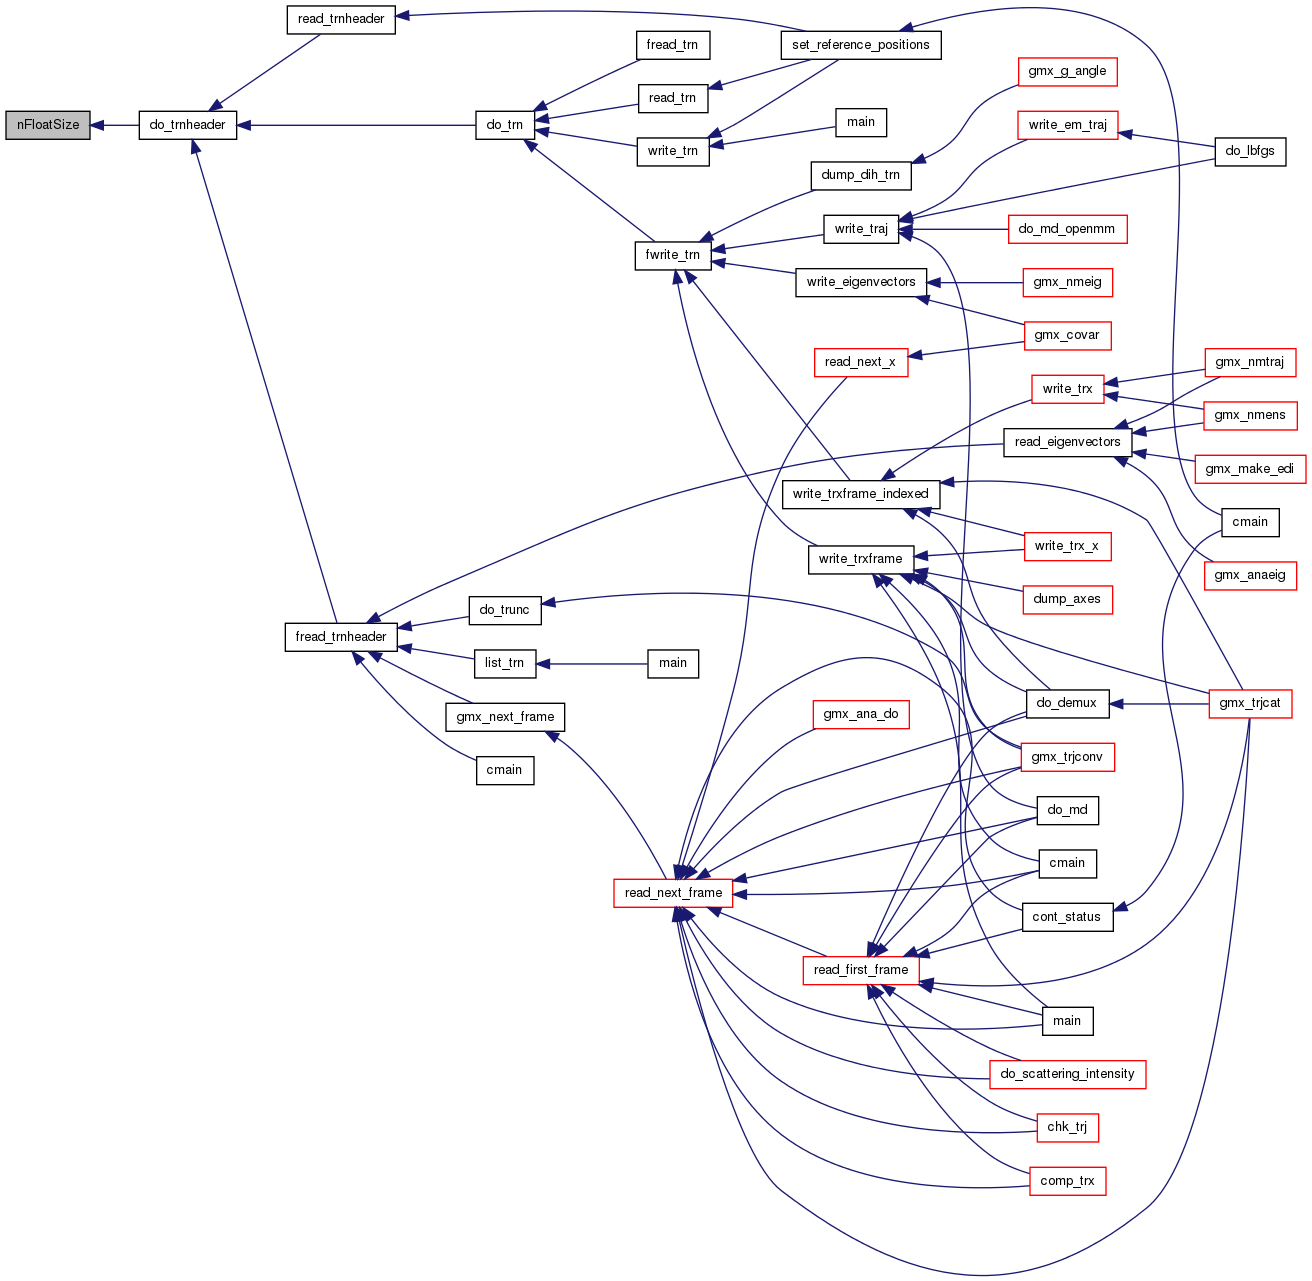 read_trnheader
fread_trn
set_reference_positions
gmx_g_angle
read_trn
nFloatSize
do_trnheader
do_trn
main
write_em_traj
write_trn
do_lbfgs
dump_dih_trn
write_traj
do_md_openmm
fwrite_trn
write_eigenvectors
gmx_nmeig
gmx_covar
read_next_x
gmx_nmtraj
write_trx
gmx_nmens
read_eigenvectors
gmx_make_edi
write_trxframe_indexed
cmain
write_trx_x
write_trxframe
gmx_anaeig
dump_axes
do_trunc
fread_trnheader
list_trn
main
do_demux
gmx_trjcat
gmx_next_frame
gmx_ana_do
gmx_trjconv
cmain
do_md
cmain
read_next_frame
cont_status
read_first_frame
main
do_scattering_intensity
chk_trj
comp_trx